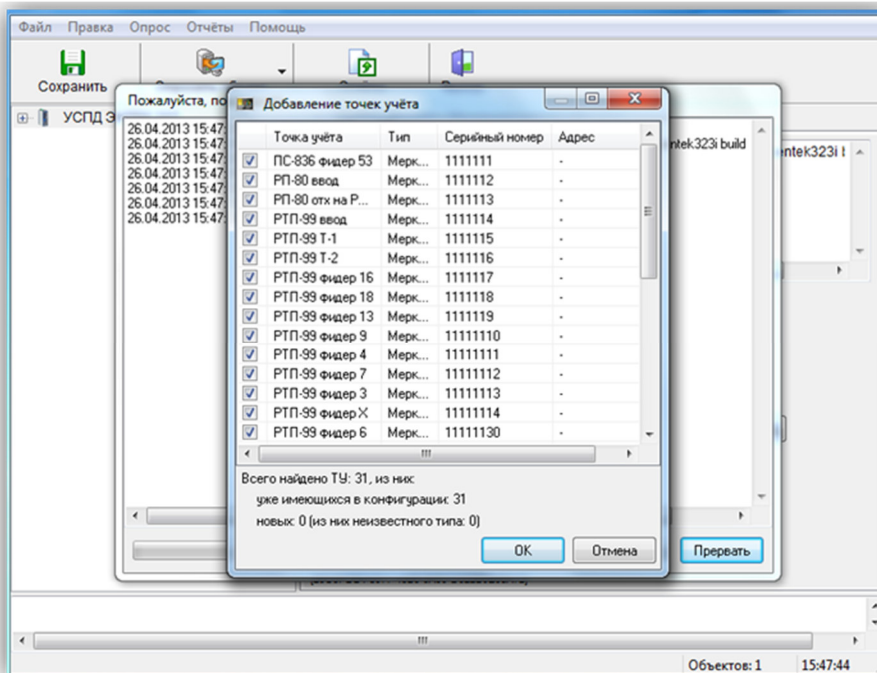 Файл Правка Опрос Отчёты Помощь
Сохранить
Пожалуйста, по
Добавление точек учёта
УСПД Э
26.04.2013 15:47:
26.04.2013 15:47:
26.04.2013 15:47:
26.04.2013 15:47:
26.04.2013 15:47:
26.04.2013 15:47:
26.04.2013 15:47:
ntek323i build
entek323i
Точка учёта Тип Серийный номер Адрес
ПС-836 фидер 53 Мерк... 1111111 -
РП-80 ввод Мерк... 1111112 -
РП-80 отх на Р... Мерк... 1111113 -
РТП-99 ввод Мерк... 1111114 -
РТП-99 Т-1 Мерк... 1111115 -
РТП-99 Т-2 Мерк... 1111116 -
РТП-99 фидер 16 Мерк... 1111117 -
РТП-99 фидер 18 Мерк... 1111118 -
РТП-99 фидер 13 Мерк... 1111119 -
РТП-99 фидер 9 Мерк... 11111110 -
РТП-99 фидер 4 Мерк... 11111111 -
РТП-99 фидер 7 Мерк... 11111112 -
РТП-99 фидер 3 Мерк... 11111113 -
РТП-99 фидер X Мерк... 11111114 -
РТП-99 фидер 6 Мерк... 11111130 -
Всего найдено ТУ: 31, из них:
уже имеющихся в конфигурации: 31
новых: 0 (из них неизвестного типа: 0)
OK Отмена
Прервать
Объектов: 1 15:47:44